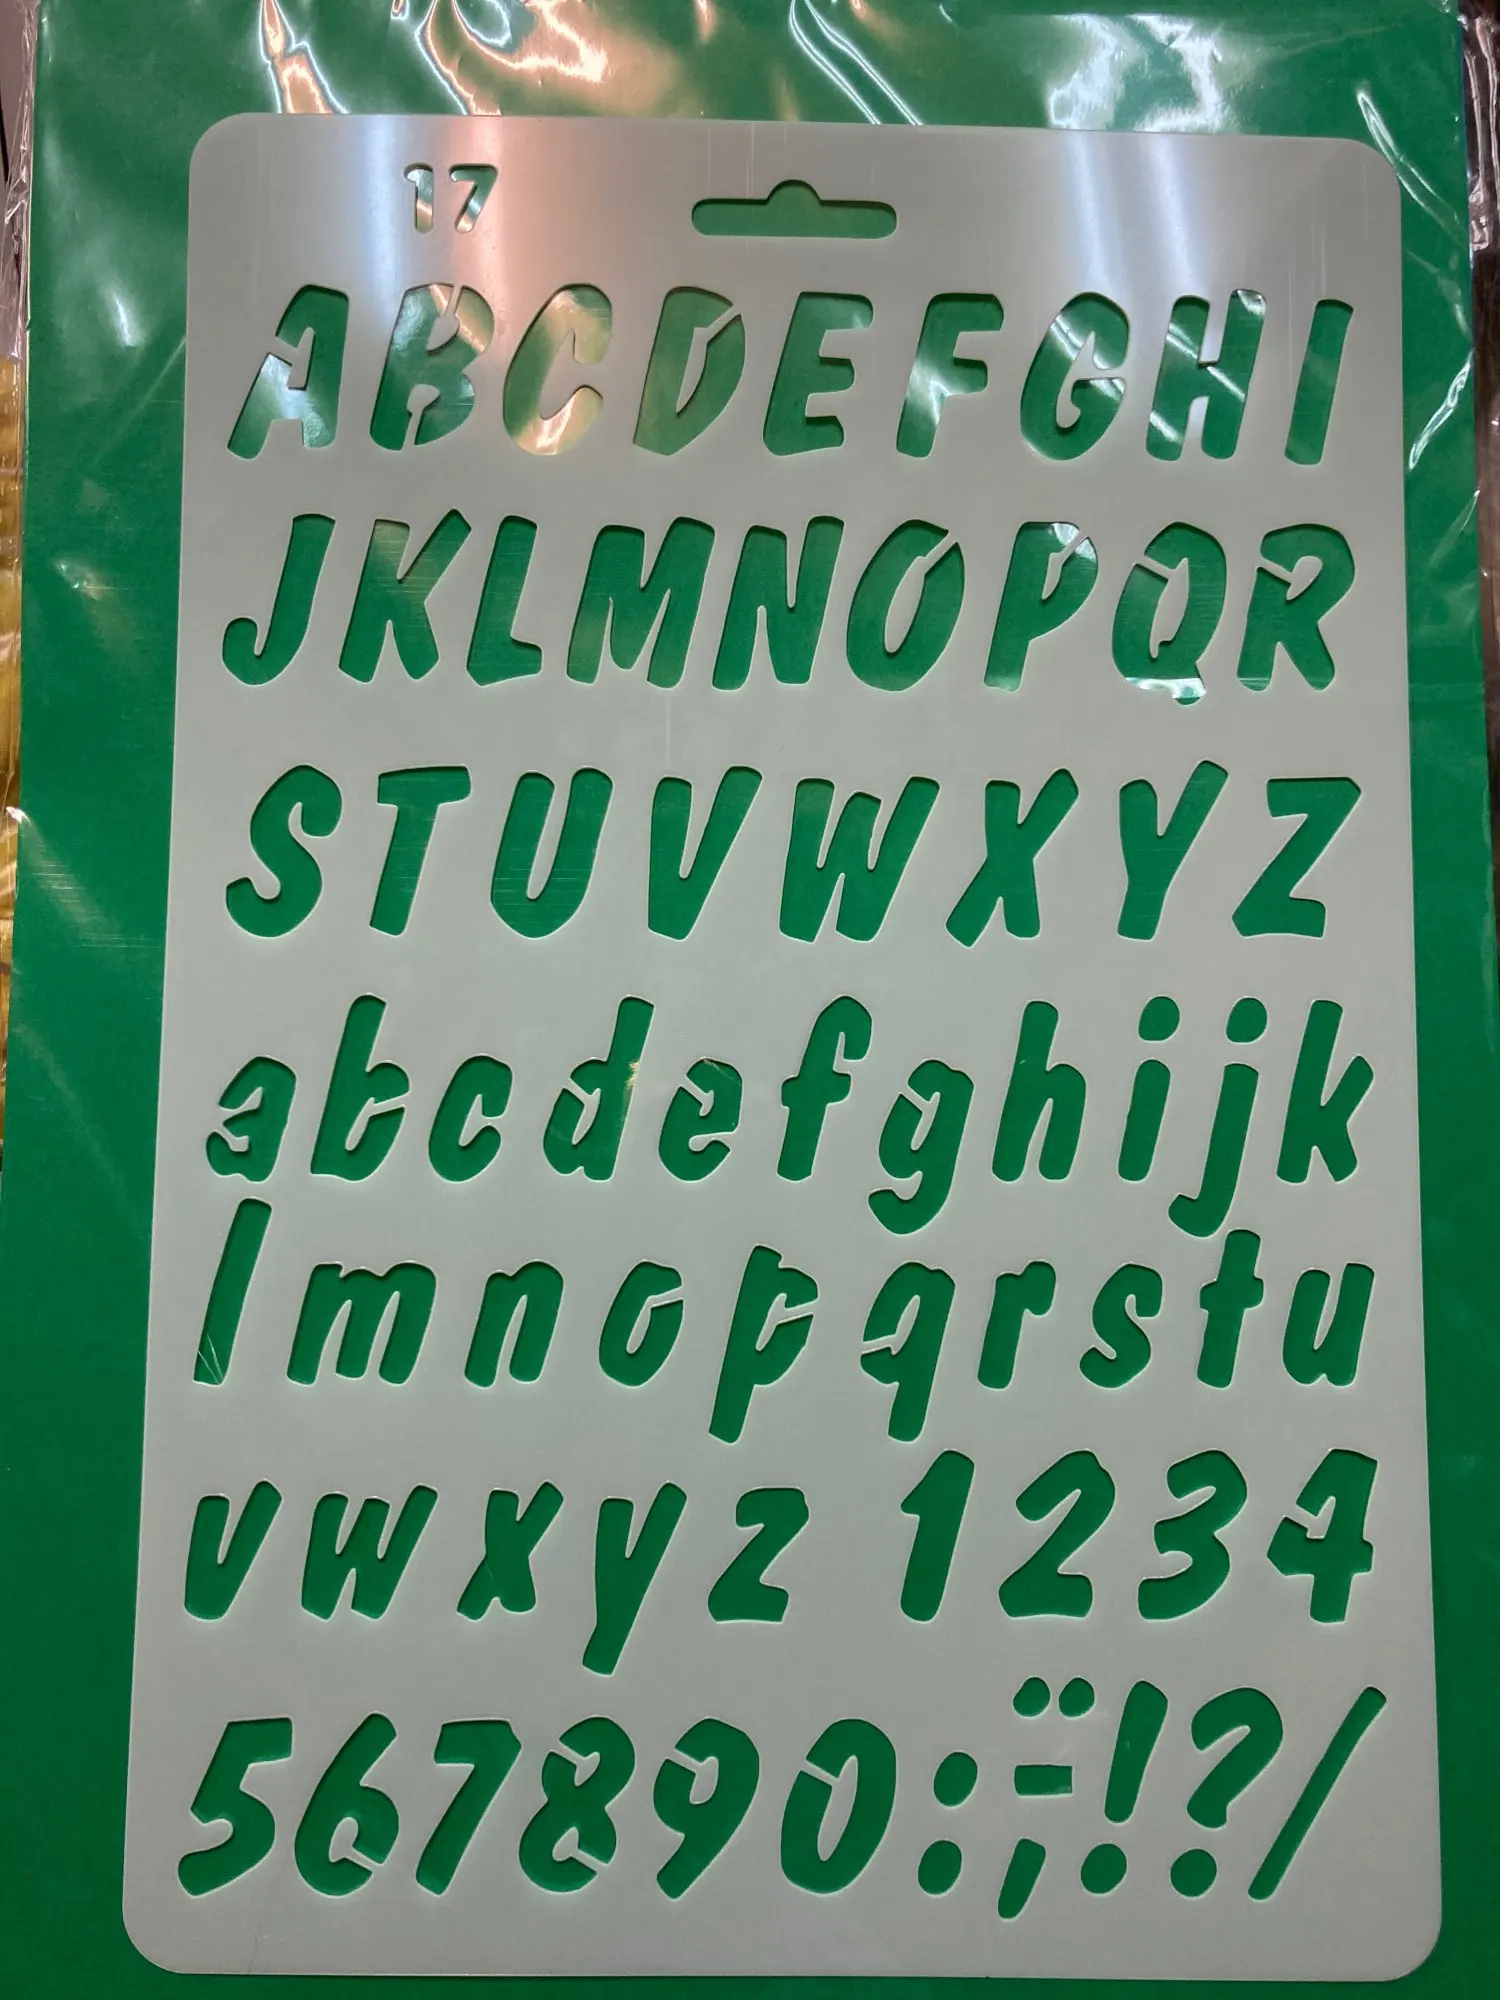 17
ABCDEFGHI
JKLMNOPQR
STUVWXYZ
abcdefghijk
lmnopqrstu
vwxyz 1234
567890:¨-,!?/